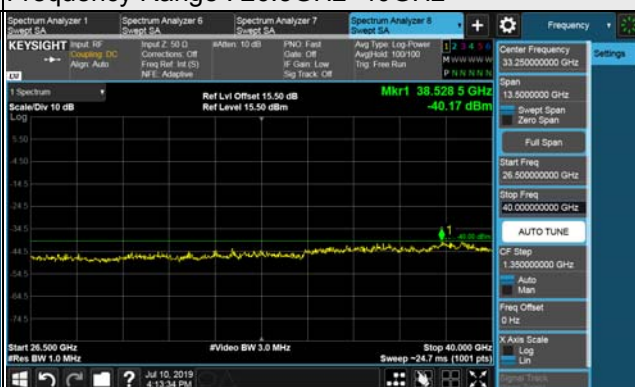 Frequency Range : 26.5GHz~40GHz
Spectrum Analyzer 1
Swept SA
Spectrum Analyzer 6
Swept SA
Spectrum Analyzer 7
Swept SA
Spectrum Analyzer 8
Swept SA
+
Frequency
KEYSIGHT
Input: RF
Coupling: DC
Align: Auto
Input Z: 50 Ω
Corrections: Off
Freq Ref: Int (S)
NFE: Adaptive
#Atten: 10 dB
PNO: Fast
Gate: Off
IF Gain: Low
Sig Track: Off
Avg Type: Log-Power
Avg|Hold: 100/100
Trig: Free Run
1 2 3 4 5 6
M W W W W W
P N N N N N
LXI
1 Spectrum
Scale/Div 10 dB
Log
Ref Lvl Offset 15.50 dB
Ref Level 15.50 dBm
Mkr1 38.528 5 GHz
-40.17 dBm
5.50
-4.50
-14.5
-24.5
-34.5
-44.5
-54.5
-64.5
-74.5
1
-40.00 dBm
Start 26.500 GHz
#Res BW 1.0 MHz
#Video BW 3.0 MHz
Stop 40.000 GHz
Sweep ~24.7 ms (1001 pts)
Jul 10, 2019
4:13:34 PM
Center Frequency
33.250000000 GHz
Settings
Span
13.5000000 GHz
Swept Span
Zero Span
Full Span
Start Freq
26.500000000 GHz
Stop Freq
40.000000000 GHz
AUTO TUNE
CF Step
1.350000000 GHz
Auto
Man
Freq Offset
0 Hz
X Axis Scale
Log
Lin
Signal Track